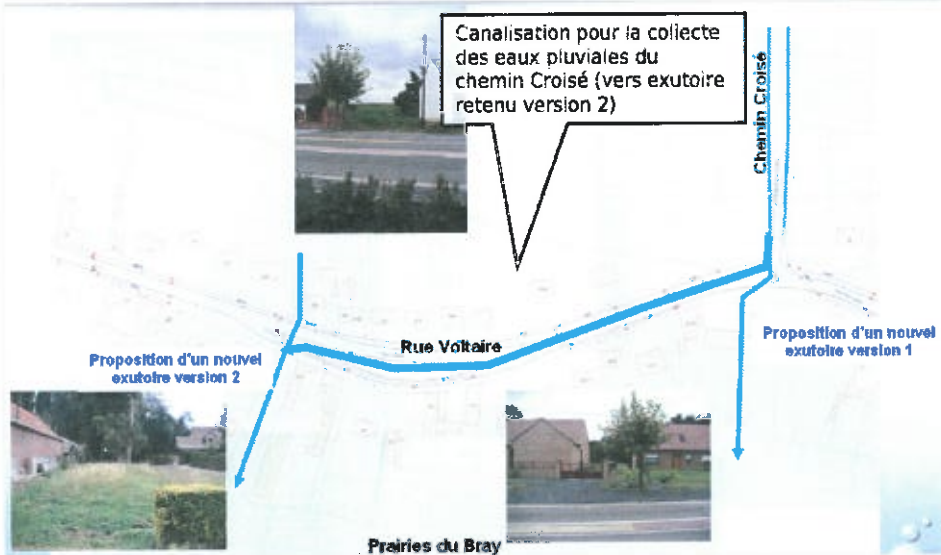 Canalisation pour la collecte
des eaux pluviales du
chemin Croisé (vers exutoire
retenu version 2)
Chemin Croisé
Rue Voltaire
Proposition d'un nouvel
exutoire version 2
Proposition d'un nouvel
exutoire version 1
Prairies du Bray